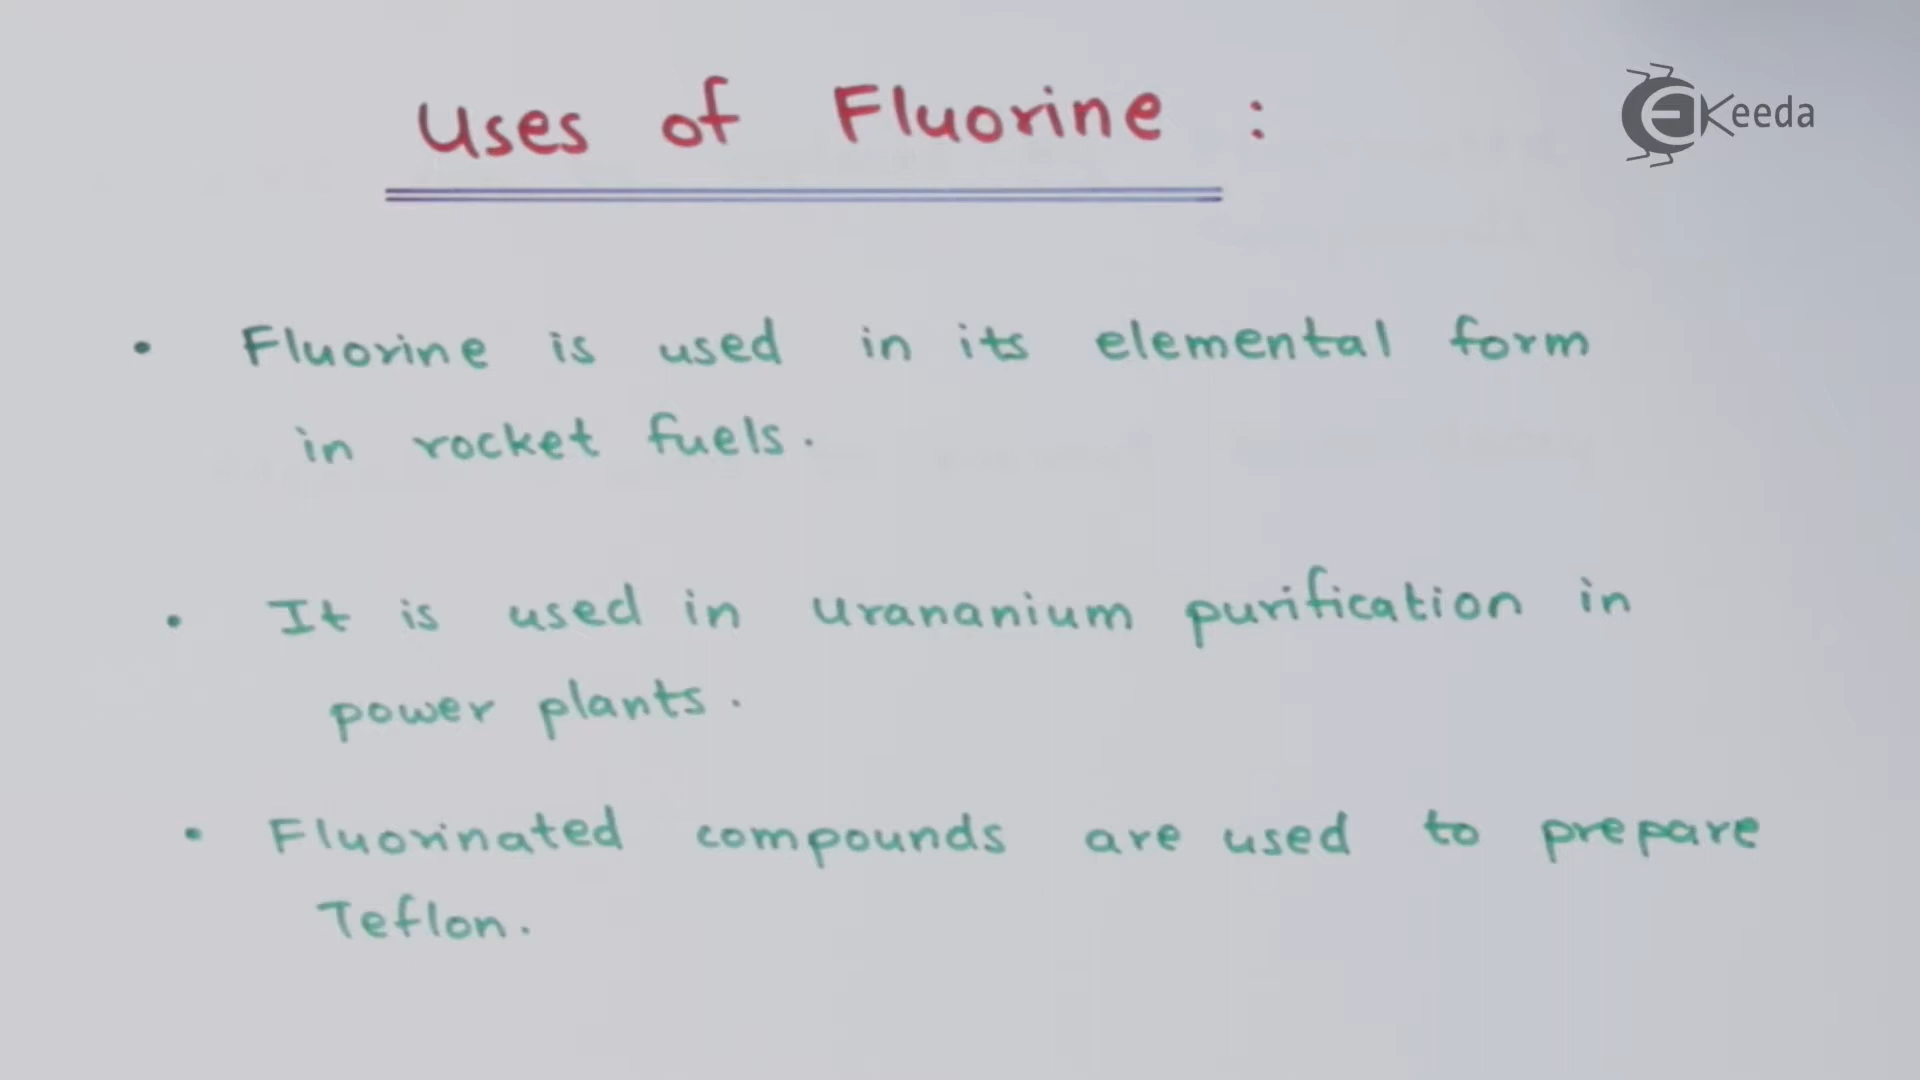 Uses of Fluorine :
EKeeda
• Fluorine is used in its elemental form
in rocket fuels.
• It is used in urananium purification in
power plants.
• Fluorinated compounds are used to prepare
Teflon.